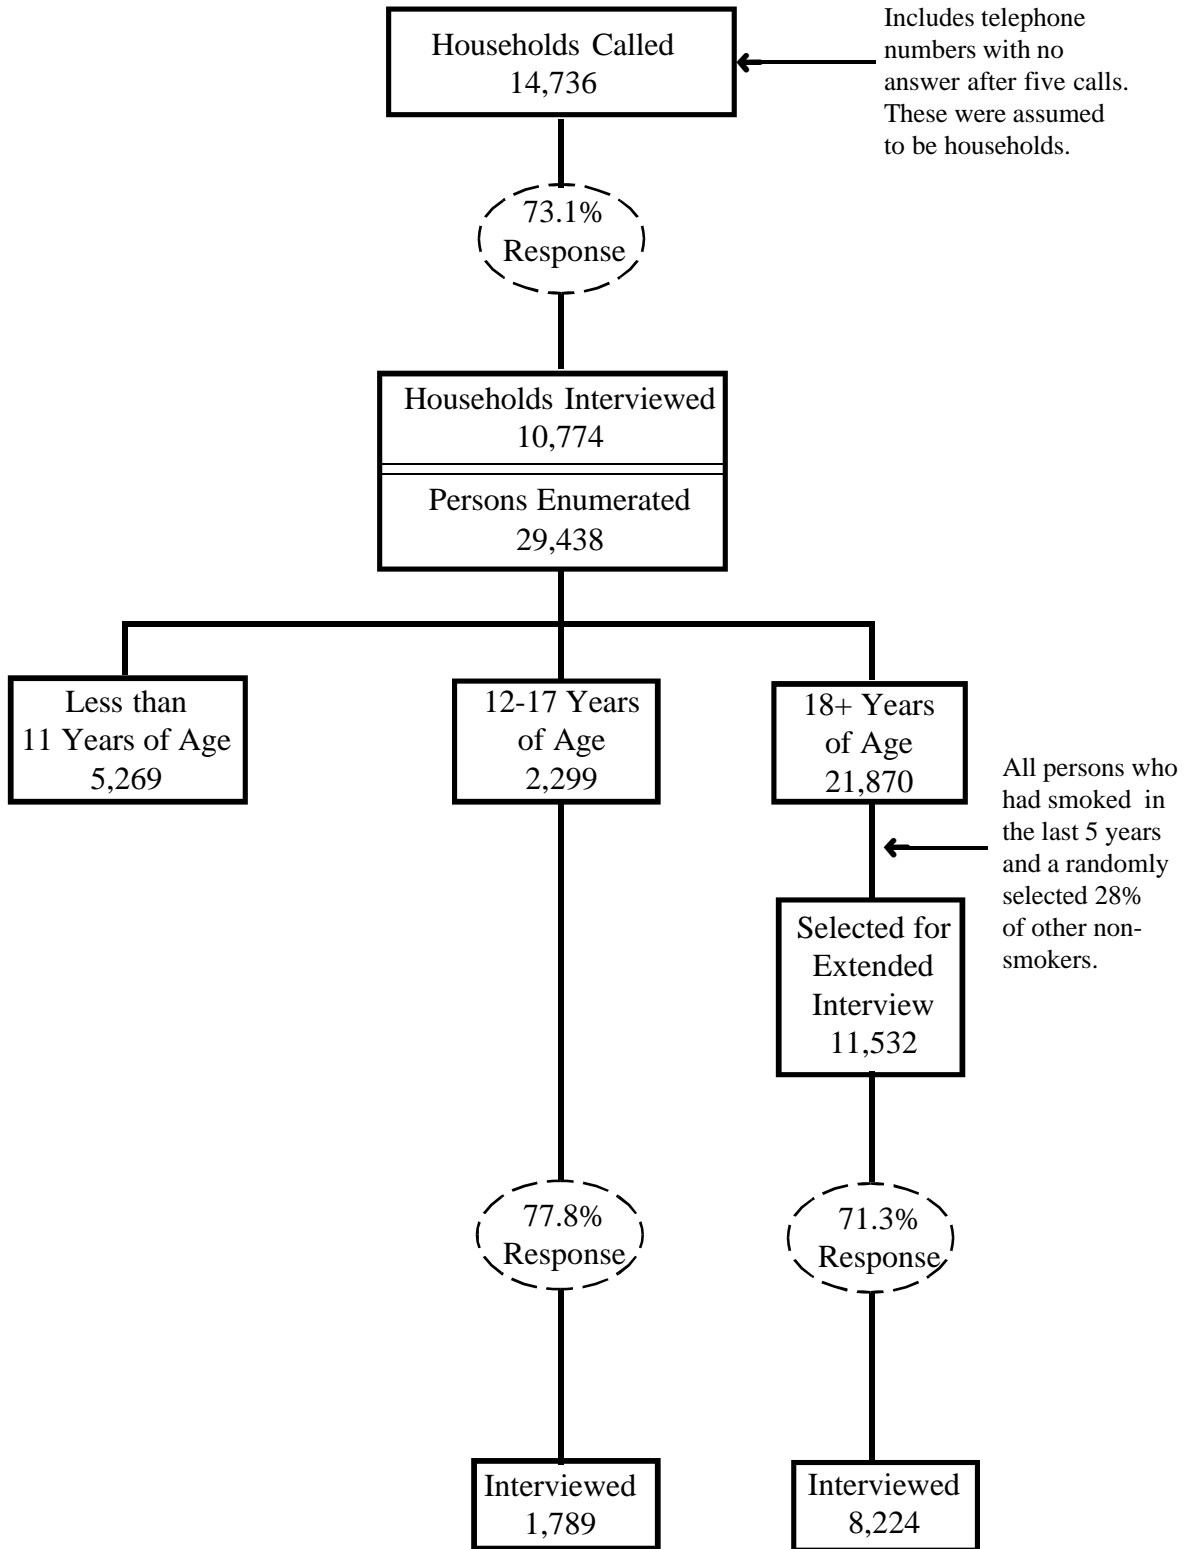 Households Called
14,736
Includes telephone
numbers with no
answer after five calls.
These were assumed
to be households.
73.1%
Response
Households Interviewed
10,774
Persons Enumerated
29,438
Less than
11 Years of Age
5,269
12-17 Years
of Age
2,299
18+ Years
of Age
21,870
All persons who
had smoked in
the last 5 years
and a randomly
selected 28%
of other non-
smokers.
Selected for
Extended
Interview
11,532
77.8%
Response
71.3%
Response
Interviewed
1,789
Interviewed
8,224